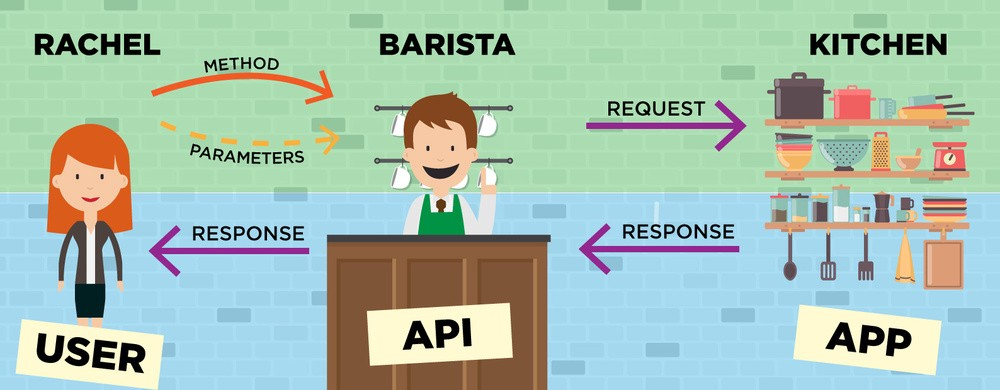 RACHEL
BARISTA
KITCHEN
METHOD
PARAMETERS
REQUEST
RESPONSE
RESPONSE
USER
API
APP